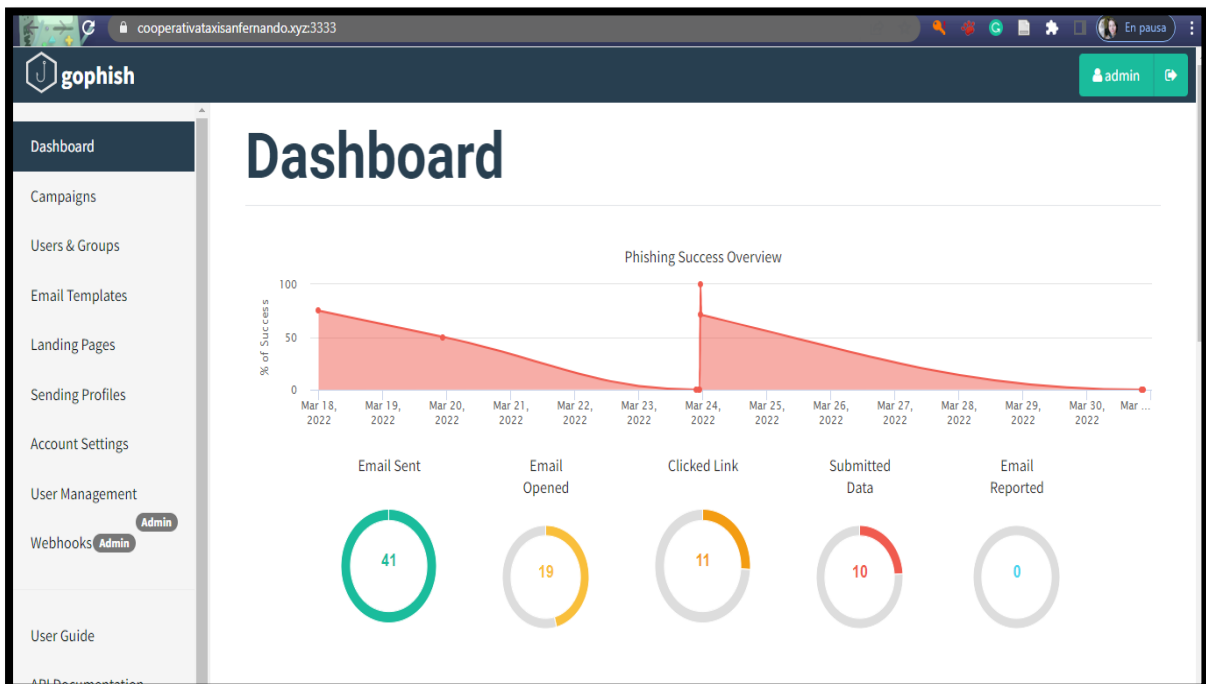 cooperativataxisanfernando.xyz:3333
En pausa
gophish
admin
Dashboard
Campaigns
Users & Groups
Email Templates
Landing Pages
Sending Profiles
Account Settings
User Management
Admin
Webhooks Admin
User Guide
API Documentation
Dashboard
Phishing Success Overview
% of Success
100
50
0
Mar 18, Mar 19, Mar 20, Mar 21, Mar 22, Mar 23, Mar 24, Mar 25, Mar 26, Mar 27, Mar 28, Mar 29, Mar 30, Mar ...
2022 2022 2022 2022 2022 2022 2022 2022 2022 2022 2022 2022 2022
Email Sent Email Clicked Link Submitted Email
Opened Data Reported
41 19 11 10 0